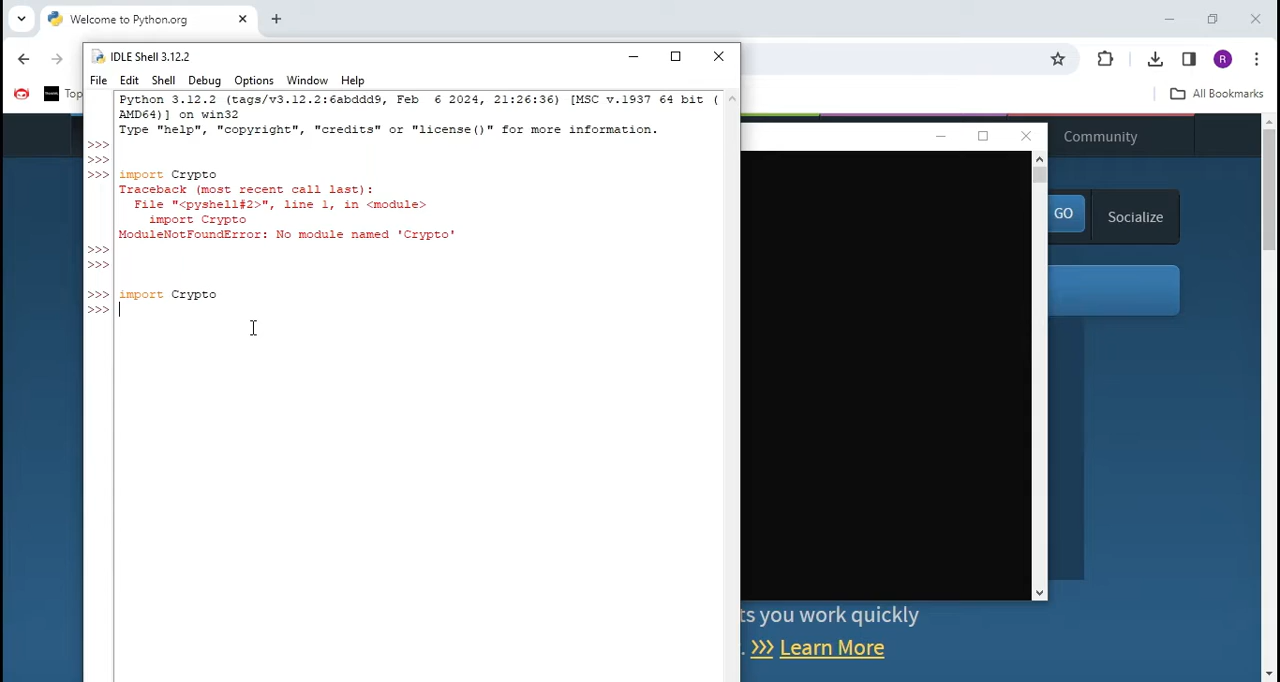 Welcome to Python.org
IDLE Shell 3.12.2
File Edit Shell Debug Options Window Help
R
Top
All Bookmarks
Python 3.12.2 (tags/v3.12.2:6abddd9, Feb 6 2024, 21:26:36) [MSC v.1937 64 bit (
AMD64)] on win32
Type "help", "copyright", "credits" or "license()" for more information.
>>>
>>>
>>> import Crypto
Traceback (most recent call last):
File "<pyshell#2>", line 1, in <module>
import Crypto
ModuleNotFoundError: No module named 'Crypto'
>>>
>>>
>>> import Crypto
>>>
Community
GO
Socialize
ts you work quickly
. >>> Learn More